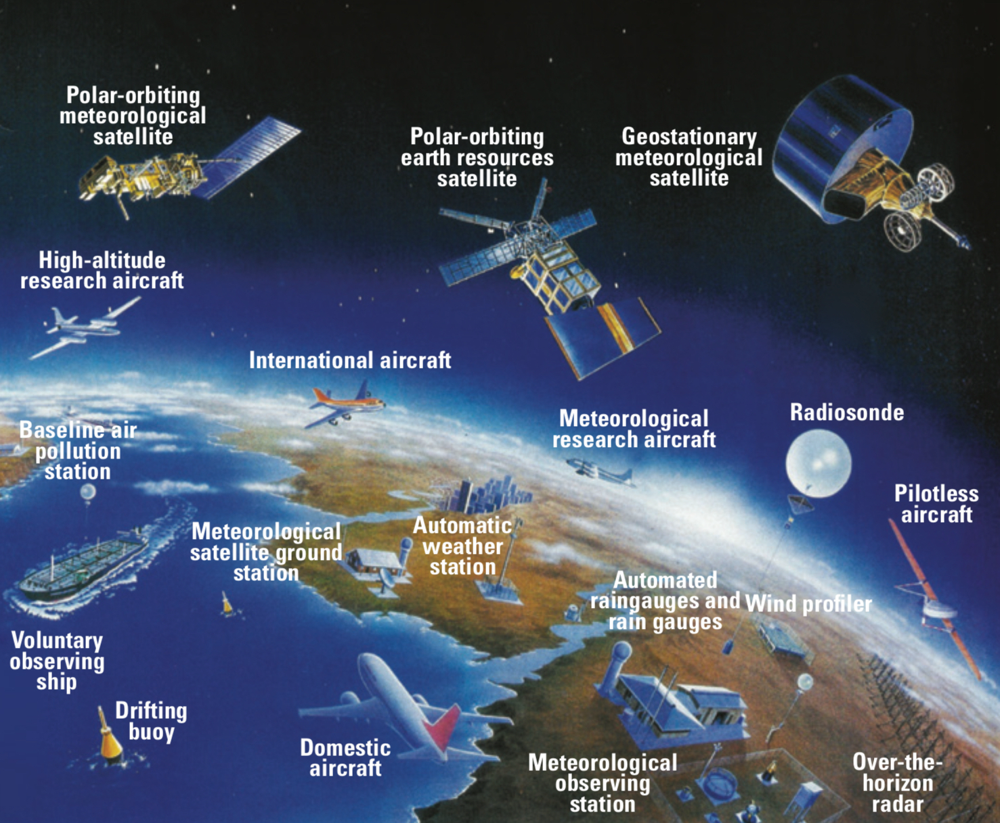 Polar-orbiting
meteorological
satellite
Polar-orbiting
earth resources
satellite
Geostationary
meteorological
satellite
High-altitude
research aircraft
International aircraft
Meteorological
research aircraft
Radiosonde
Baseline air
pollution
station
Pilotless
aircraft
Meteorological
satellite ground
station
Automatic
weather
station
Automated
raingauges and
rain gauges
Wind profiler
Voluntary
observing
ship
Drifting
buoy
Domestic
aircraft
Meteorological
observing
station
Over-the-
horizon
radar